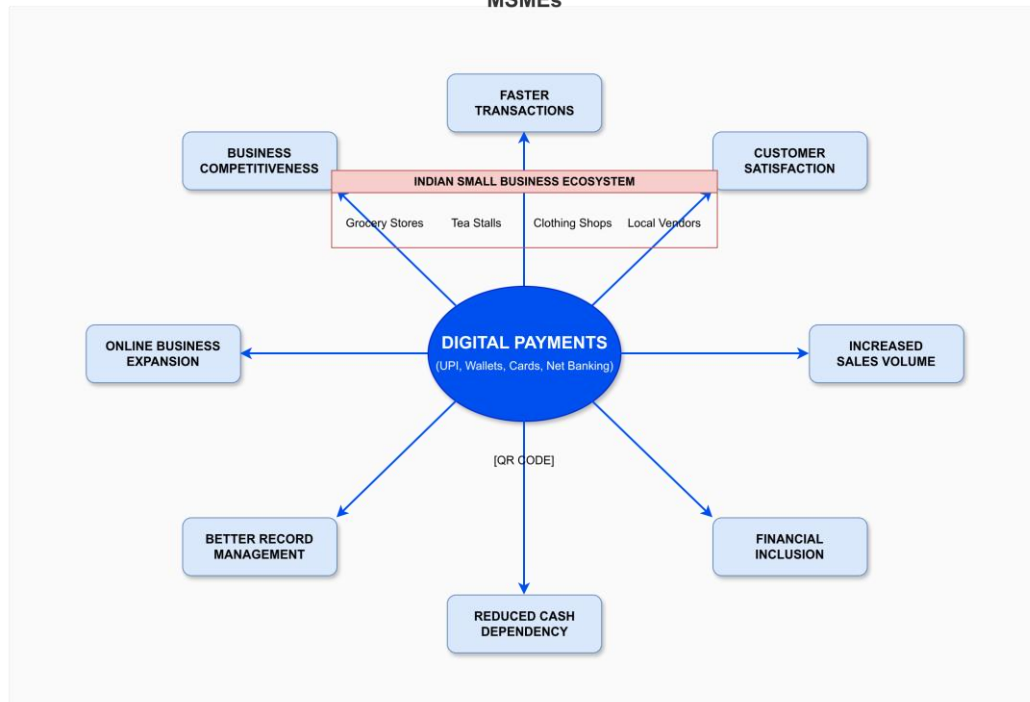 MSMEs
FASTER
TRANSACTIONS
BUSINESS
COMPETITIVENESS
CUSTOMER
SATISFACTION
INDIAN SMALL BUSINESS ECOSYSTEM
Grocery Stores Tea Stalls Clothing Shops Local Vendors
DIGITAL PAYMENTS
(UPI, Wallets, Cards, Net Banking)
ONLINE BUSINESS
EXPANSION
INCREASED
SALES VOLUME
[QR CODE]
BETTER RECORD
MANAGEMENT
FINANCIAL
INCLUSION
REDUCED CASH
DEPENDENCY